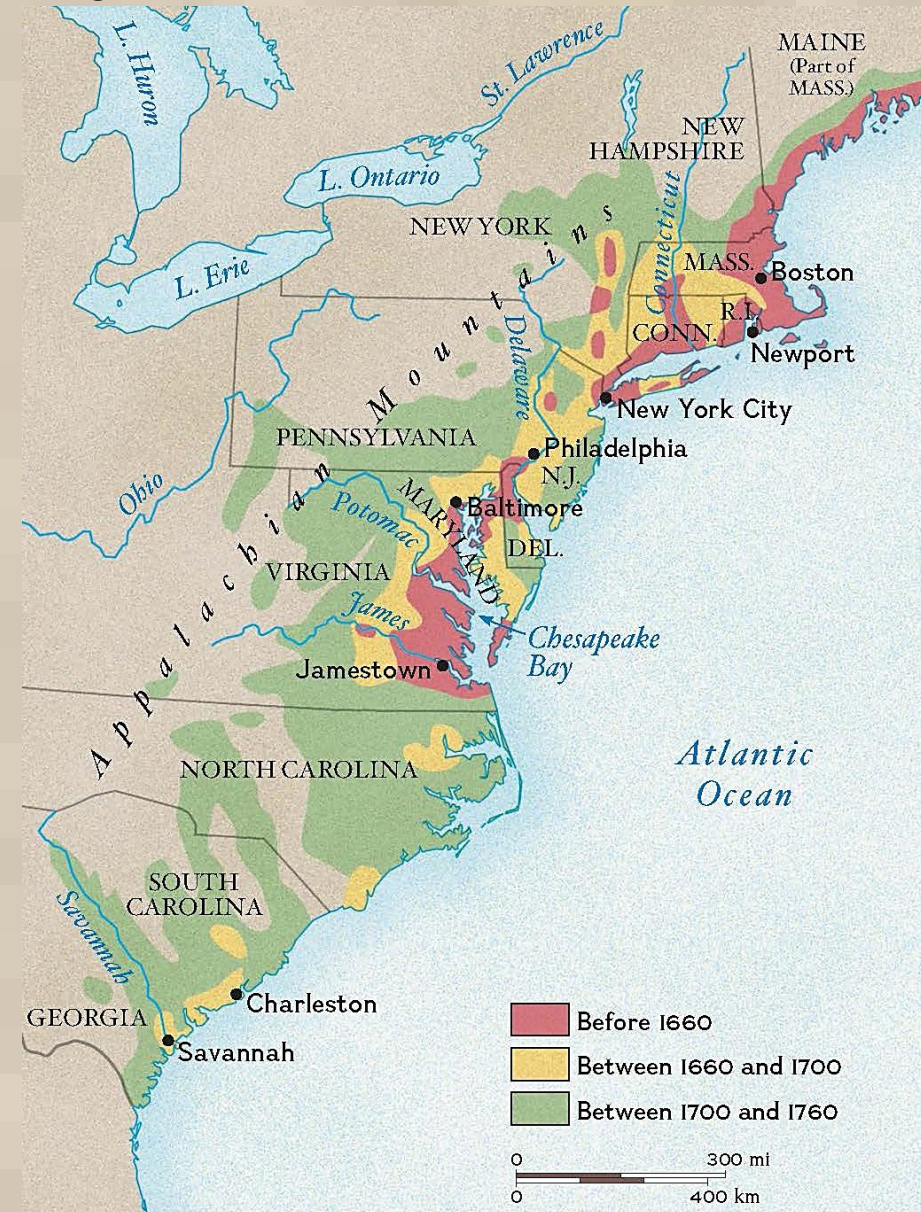 MAINE
(Part of
MASS.)
L. Huron
St. Lawrence
NEW
HAMPSHIRE
L. Ontario
Connecticut
NEW YORK
L. Erie
MASS.
Boston
R.I.
CONN.
Newport
Delaware
New York City
Appalachian Mountains
PENNSYLVANIA
Philadelphia
N.J.
Ohio
Potomac
MARYLAND
Baltimore
DEL.
VIRGINIA
James
Chesapeake
Bay
Jamestown
Atlantic
Ocean
NORTH CAROLINA
SOUTH
CAROLINA
Savannah
Charleston
GEORGIA
Savannah
Before 1660
Between 1660 and 1700
Between 1700 and 1760
0 300 mi
0 400 km